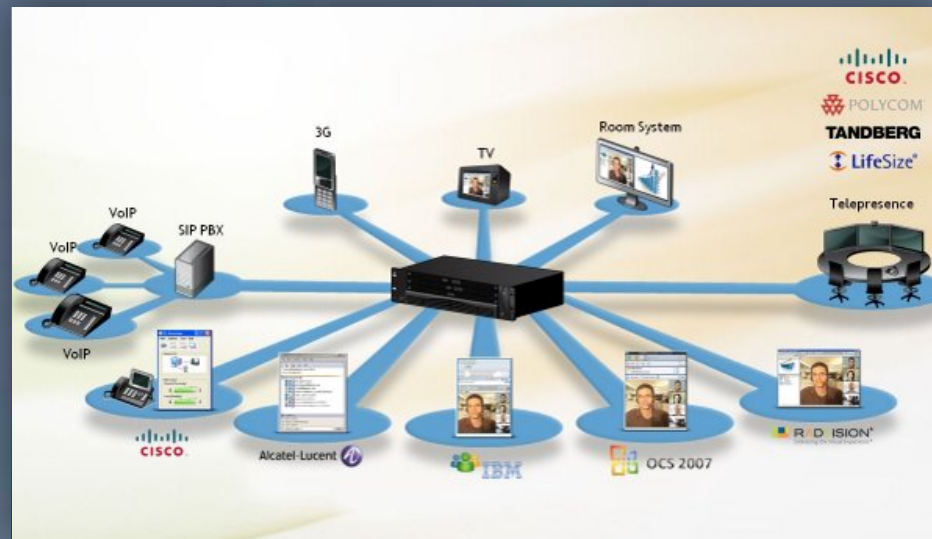 CISCO
POLYCOM
TANDBERG
LifeSize
3G
TV
Room System
Telepresence
VoIP
VoIP
SIP PBX
VoIP
CISCO
Alcatel-Lucent
IBM
OCS 2007
RADVISION